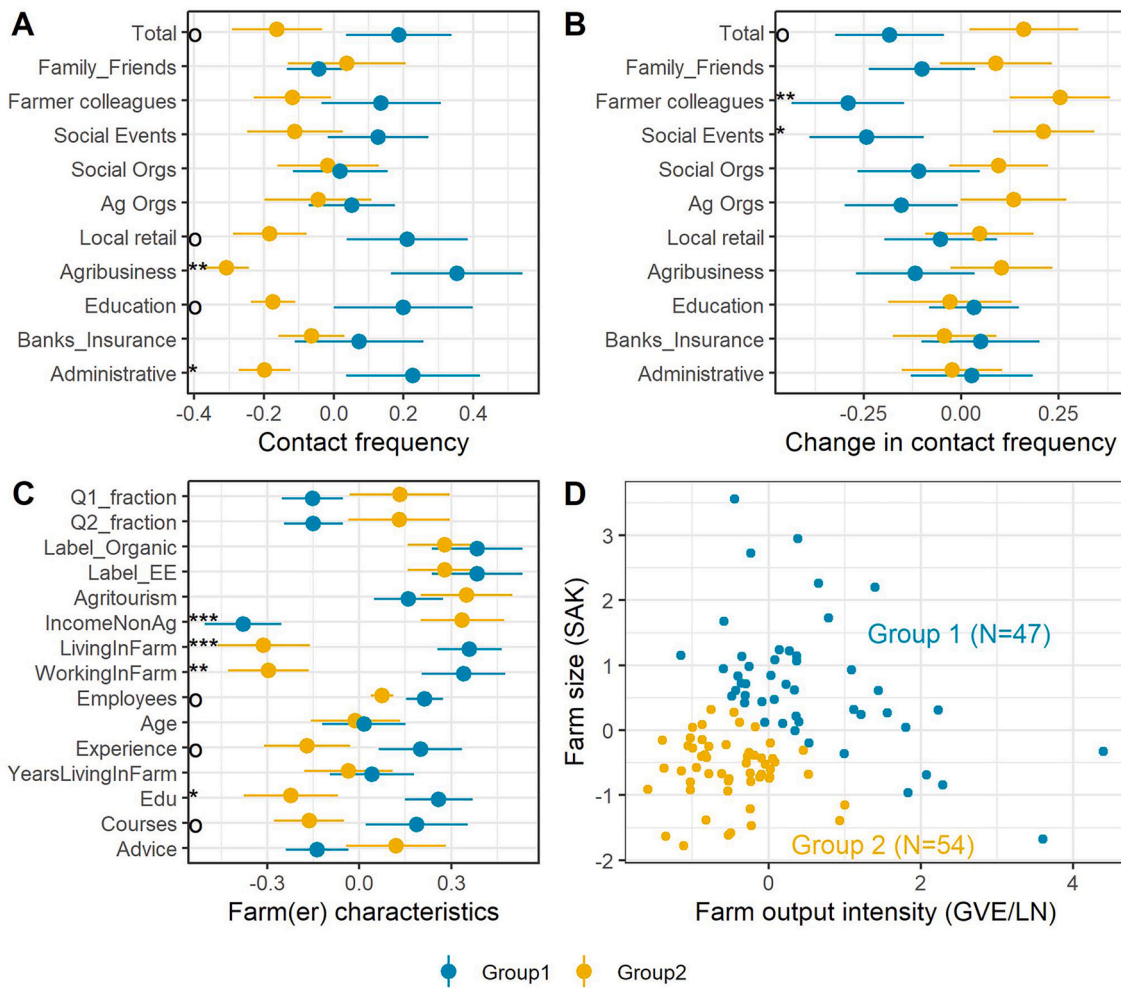 A
Total
Family_Friends
Farmer colleagues
Social Events
Social Orgs
Ag Orgs
Local retail
Agribusiness
Education
Banks_Insurance
Administrative
o
o
**
o
*
-0.4 -0.2 0.0 0.2 0.4
Contact frequency
B
Total
Family_Friends
Farmer colleagues
Social Events
Social Orgs
Ag Orgs
Local retail
Agribusiness
Education
Banks_Insurance
Administrative
o
**
*
-0.25 0.00 0.25
Change in contact frequency
C
Q1_fraction
Q2_fraction
Label_Organic
Label_EE
Agritourism
IncomeNonAg
LivingInFarm
WorkingInFarm
Employees
Age
Experience
YearsLivingInFarm
Edu
Courses
Advice
***
***
**
o
o
*
o
-0.3 0.0 0.3
Farm(er) characteristics
D
Farm size (SAK)
3
2
1
0
-1
-2
Group 1 (N=47)
Group 2 (N=54)
0 2 4
Farm output intensity (GVE/LN)
Group1 Group2